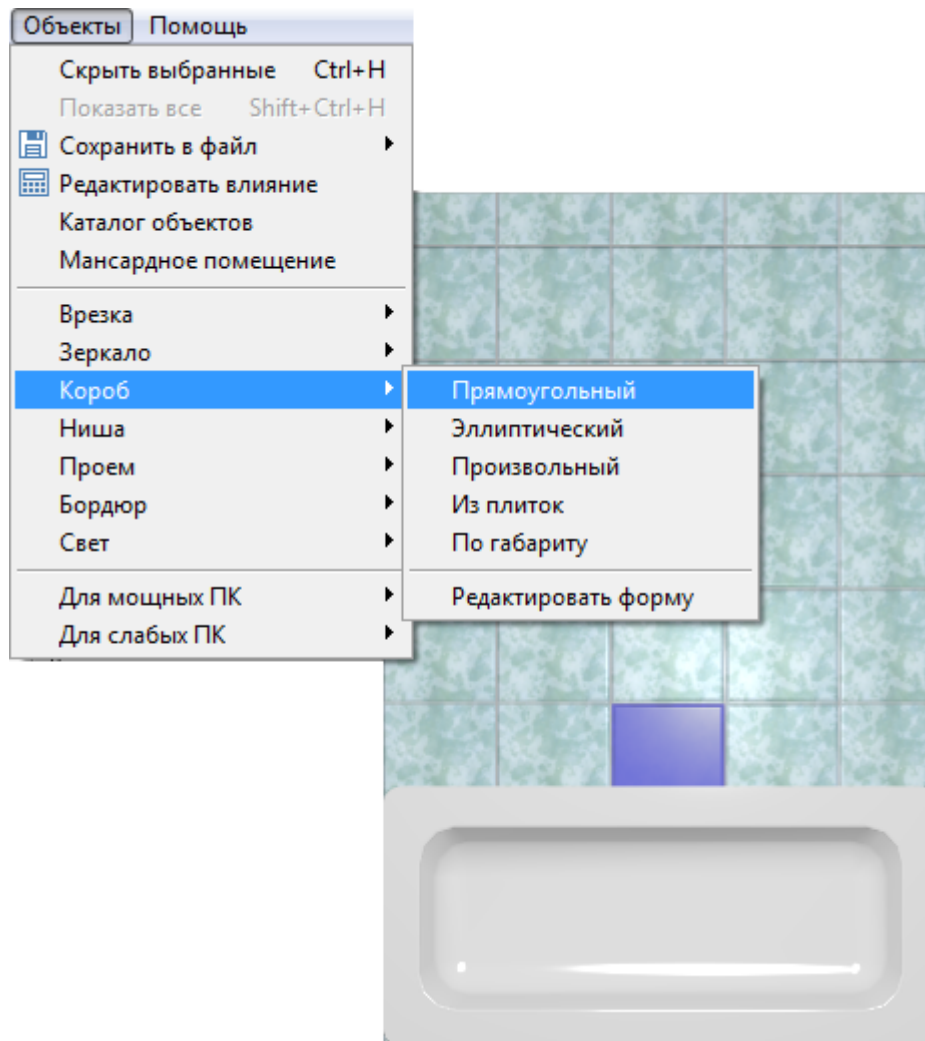 Объекты Помощь
Скрыть выбранные Ctrl+H
Показать все Shift+Ctrl+H
Сохранить в файл
Редактировать влияние
Каталог объектов
Мансардное помещение
Врезка
Зеркало
Короб
Ниша
Проем
Бордюр
Свет
Для мощных ПК
Для слабых ПК
Прямоугольный
Эллиптический
Произвольный
Из плиток
По габариту
Редактировать форму